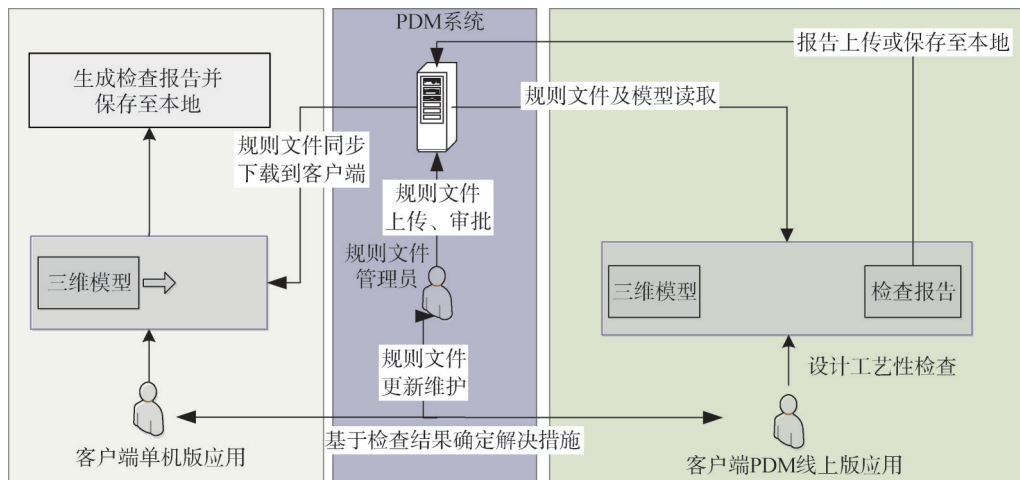 PDM系统
报告上传或保存至本地
生成检查报告并
保存至本地
规则文件及模型读取
规则文件同步
下载到客户端
规则文件
上传、审批
规则文件
管理员
三维模型
三维模型
检查报告
规则文件
更新维护
设计工艺性检查
基于检查结果确定解决措施
客户端单机版应用
客户端PDM线上版应用